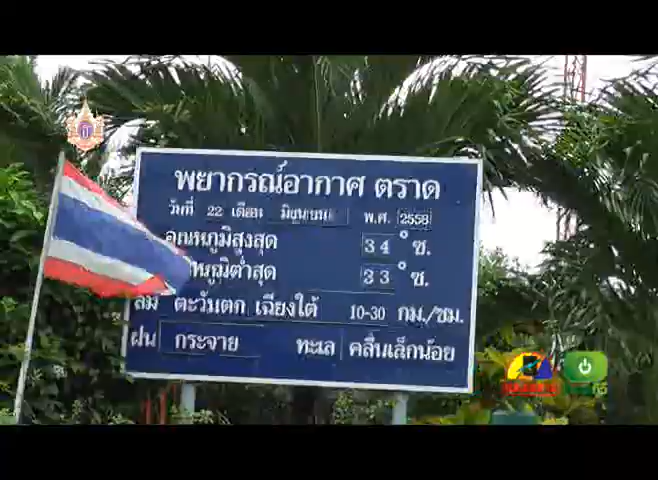 พยากรณ์อากาศ ตราด
วันที่ 22 เดือน มิถุนายน พ.ศ. 2558
อุณหภูมิสูงสุด 34 °ซ.
ภูมิต่ำสุด 23 °ซ.
ลม ตะวันตก เฉียงใต้ 10-30 กม./ชม.
ฝน กระจาย ทะเล คลื่นเล็กน้อย